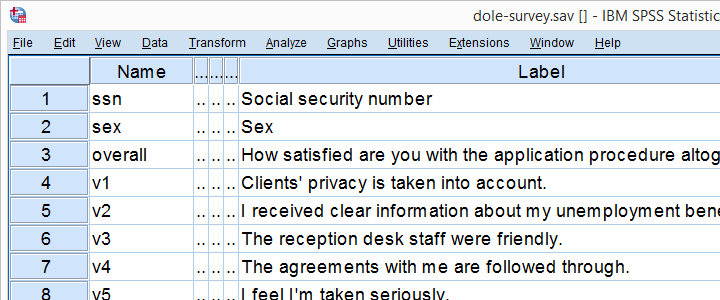 dole-survey.sav [] - IBM SPSS Statistic
File Edit View Data Transform Analyze Graphs Utilities Extensions Window Help
Name ... ... ... Label
1 ssn .. .. .. Social security number
2 sex .. .. .. Sex
3 overall .. .. .. How satisfied are you with the application procedure altog
4 v1 .. .. .. Clients' privacy is taken into account.
5 v2 .. .. .. I received clear information about my unemployment bene
6 v3 .. .. .. The reception desk staff were friendly.
7 v4 .. .. .. The agreements with me are followed through.
8 v5 .. .. .. I feel I'm taken seriously.